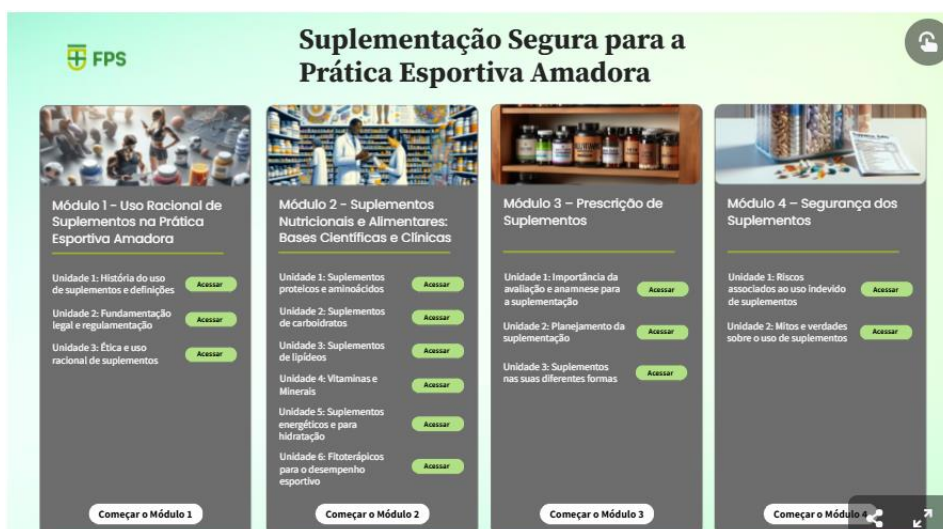 FPS
Suplementação Segura para a
Prática Esportiva Amadora
Módulo 1 - Uso Racional de
Suplementos na Prática
Esportiva Amadora
Unidade 1: História do uso
de suplementos e definições
Acessar
Unidade 2: Fundamentação
legal e regulamentação
Acessar
Unidade 3: Ética e uso
racional de suplementos
Acessar
Começar o Módulo 1
Módulo 2 - Suplementos
Nutricionais e Alimentares:
Bases Científicas e Clínicas
Unidade 1: Suplementos
proteicos e aminoácidos
Acessar
Unidade 2: Suplementos
de carboidratos
Acessar
Unidade 3: Suplementos
de lipídeos
Acessar
Unidade 4: Vitaminas e
Minerais
Acessar
Unidade 5: Suplementos
energéticos e para
hidratação
Acessar
Unidade 6: Fitoterápicos
para o desempenho
esportivo
Acessar
Começar o Módulo 2
Módulo 3 – Prescrição de
Suplementos
Unidade 1: Importância da
avaliação e anamnese para
a suplementação
Acessar
Unidade 2: Planejamento da
suplementação
Acessar
Unidade 3: Suplementos
nas suas diferentes formas
Acessar
Começar o Módulo 3
Módulo 4 – Segurança dos
Suplementos
Unidade 1: Riscos
associados ao uso indevido
de suplementos
Acessar
Unidade 2: Mitos e verdades
sobre o uso de suplementos
Acessar
Começar o Módulo 4